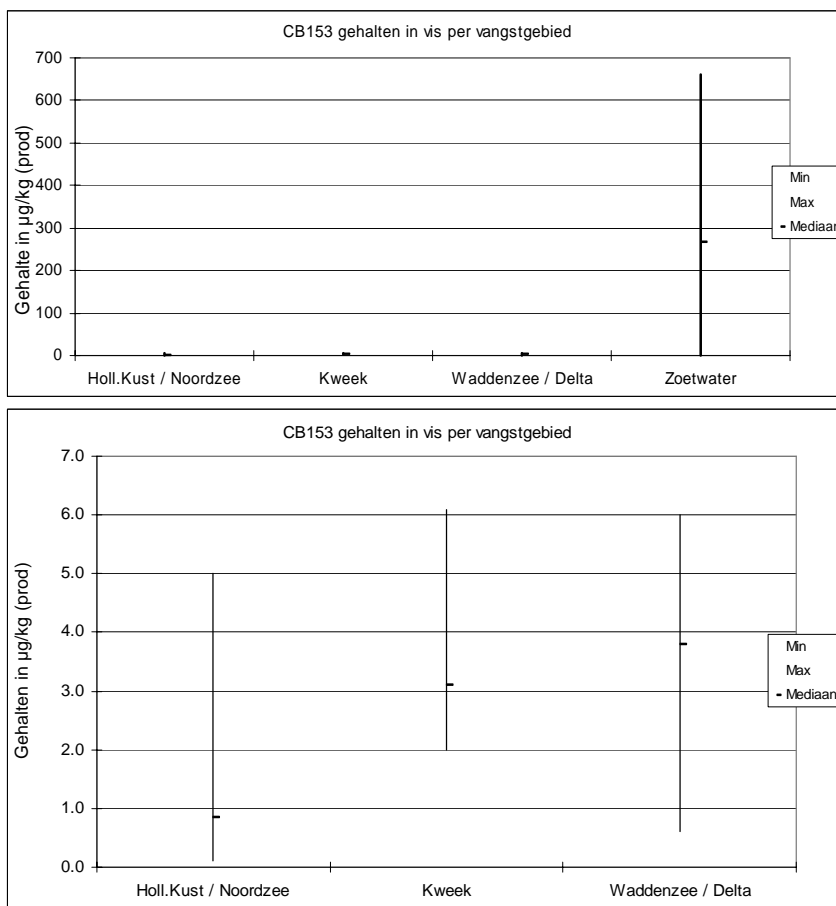 CB153 gehalten in vis per vangstgebied
Gehalte in µg/kg (prod)
700
600
500
400
300
200
100
0
Holl.Kust / Noordzee Kweek Waddenzee / Delta Zoetwater
Min
Max
Mediaan
CB153 gehalten in vis per vangstgebied
Gehalten in µg/kg (prod)
7.0
6.0
5.0
4.0
3.0
2.0
1.0
0.0
Holl.Kust / Noordzee Kweek Waddenzee / Delta
Min
Max
Mediaan